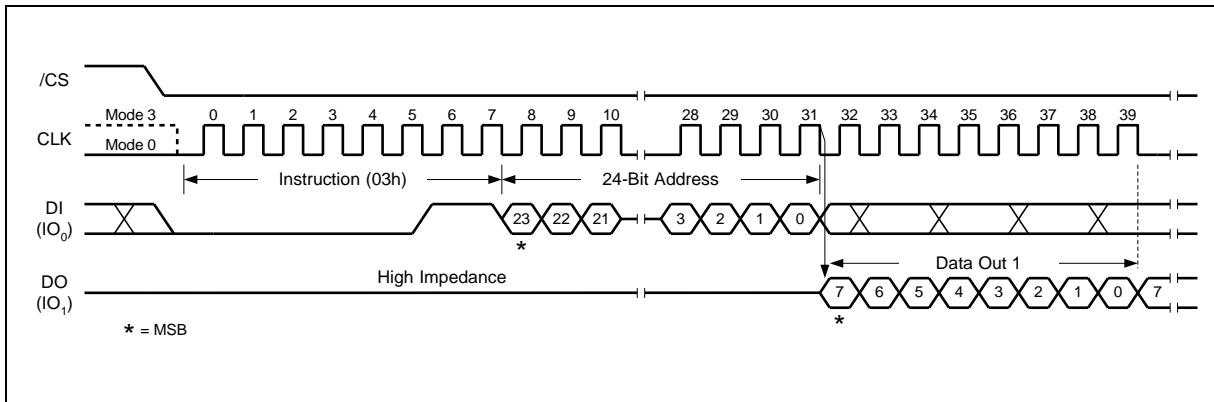 /CS
Mode 3
0 1 2 3 4 5 6 7 8 9 10 28 29 30 31 32 33 34 35 36 37 38 39
CLK
Mode 0
Instruction (03h) 24-Bit Address
DI
(IO0)
23 22 21 3 2 1 0
*
High Impedance Data Out 1
DO
(IO1)
7 6 5 4 3 2 1 0 7
*
* = MSB